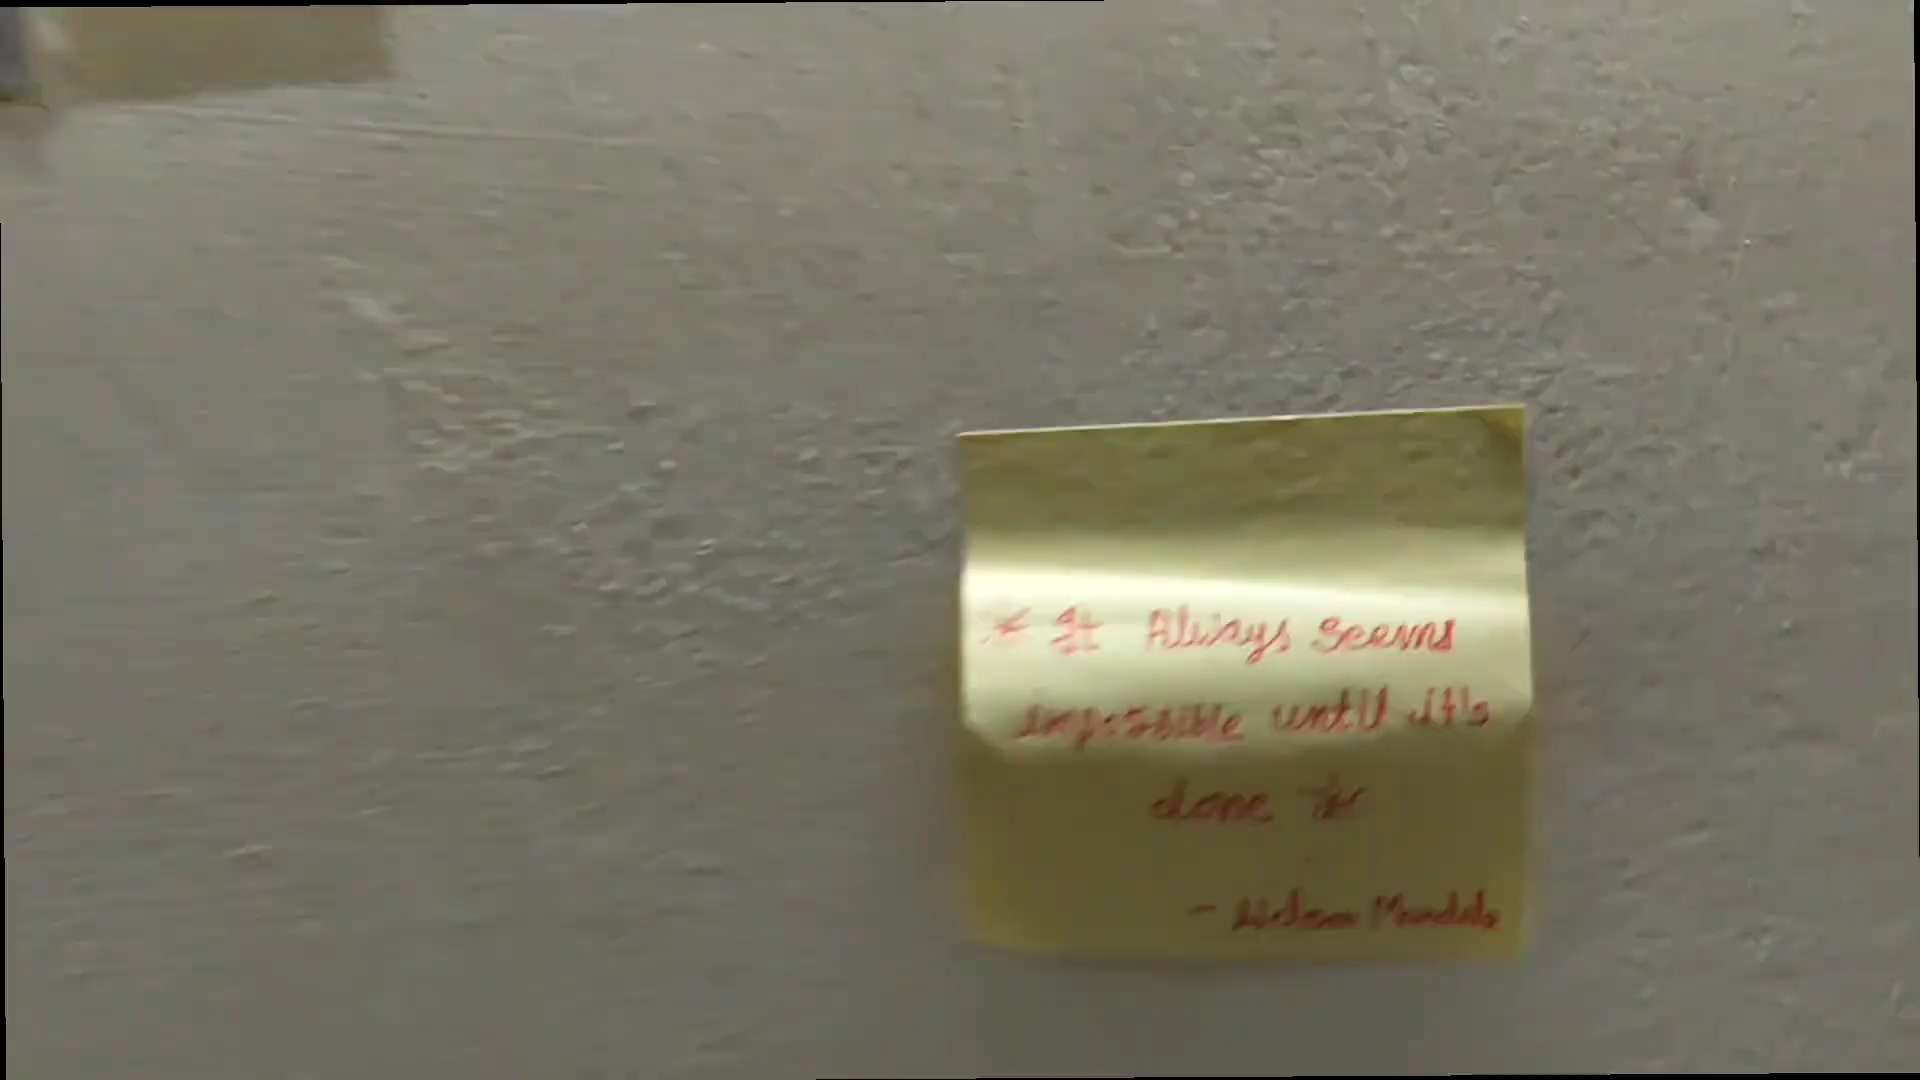 * It Always Seems
impossible until it's
done *
- Nelson Mandela